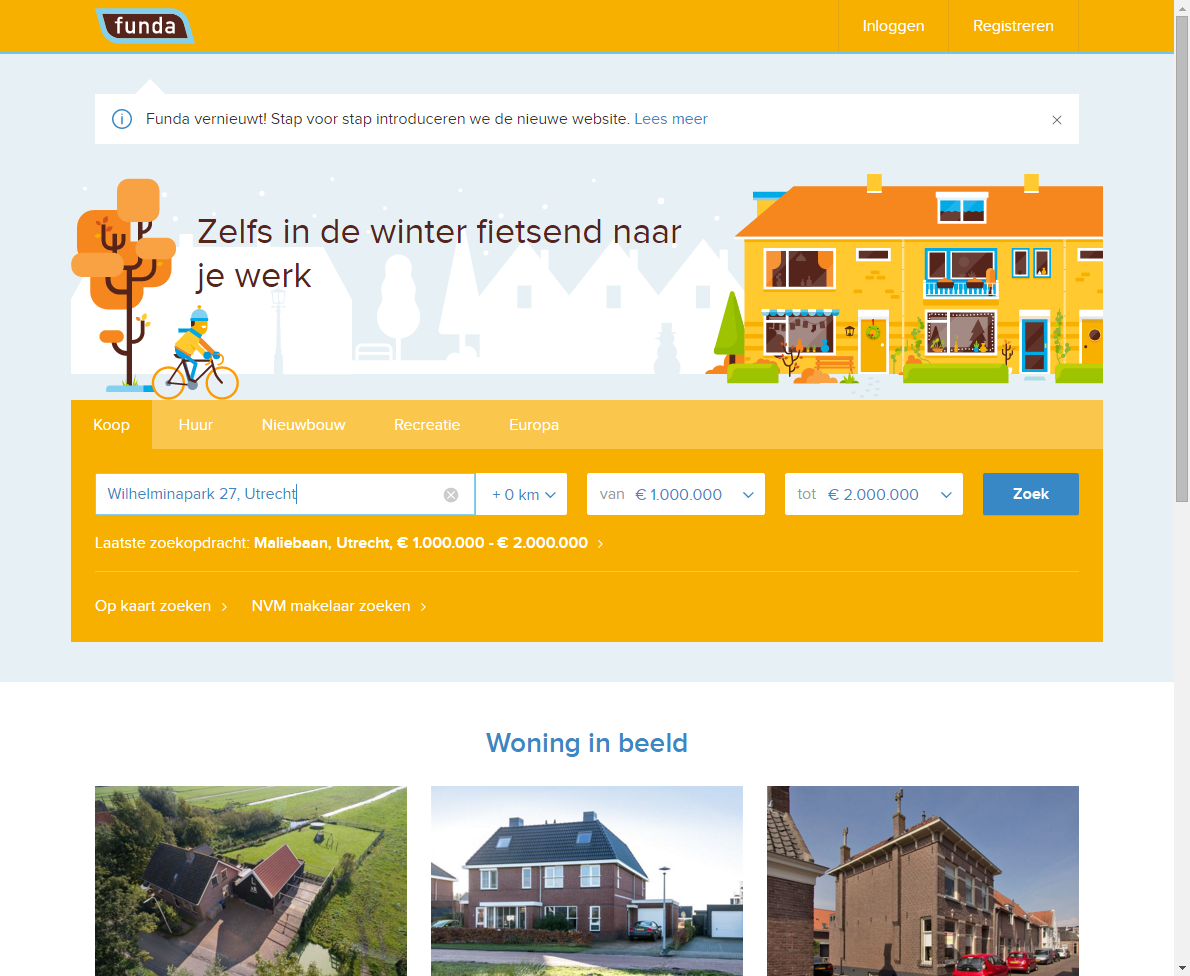 funda
Inloggen
Registreren
Funda vernieuwt! Stap voor stap introduceren we de nieuwe website. Lees meer
Zelfs in de winter fietsend naar
je werk
Koop
Huur
Nieuwbouw
Recreatie
Europa
Wilhelminapark 27, Utrecht
+ 0 km
van € 1.000.000
tot € 2.000.000
Zoek
Laatste zoekopdracht: Maliebaan, Utrecht, € 1.000.000 - € 2.000.000
Op kaart zoeken
NVM makelaar zoeken
Woning in beeld